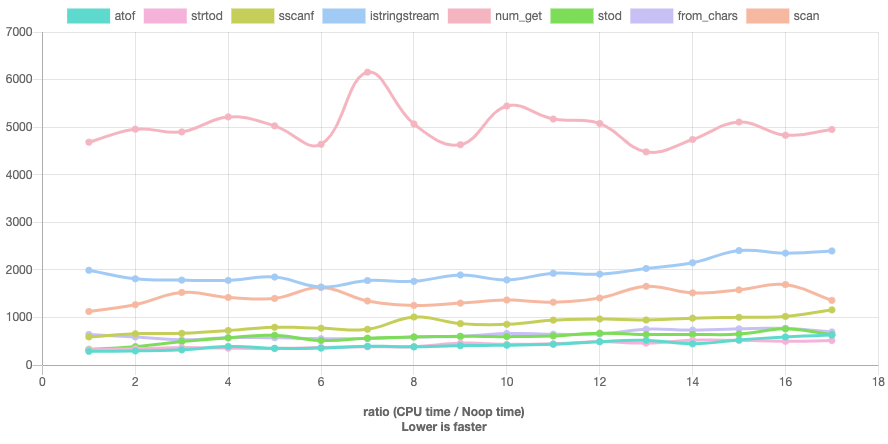 atof strtod sscanf istringstream num_get stod from_chars scan
7000
6000
5000
4000
3000
2000
1000
0
0 2 4 6 8 10 12 14 16 18
ratio (CPU time / Noop time)
Lower is faster